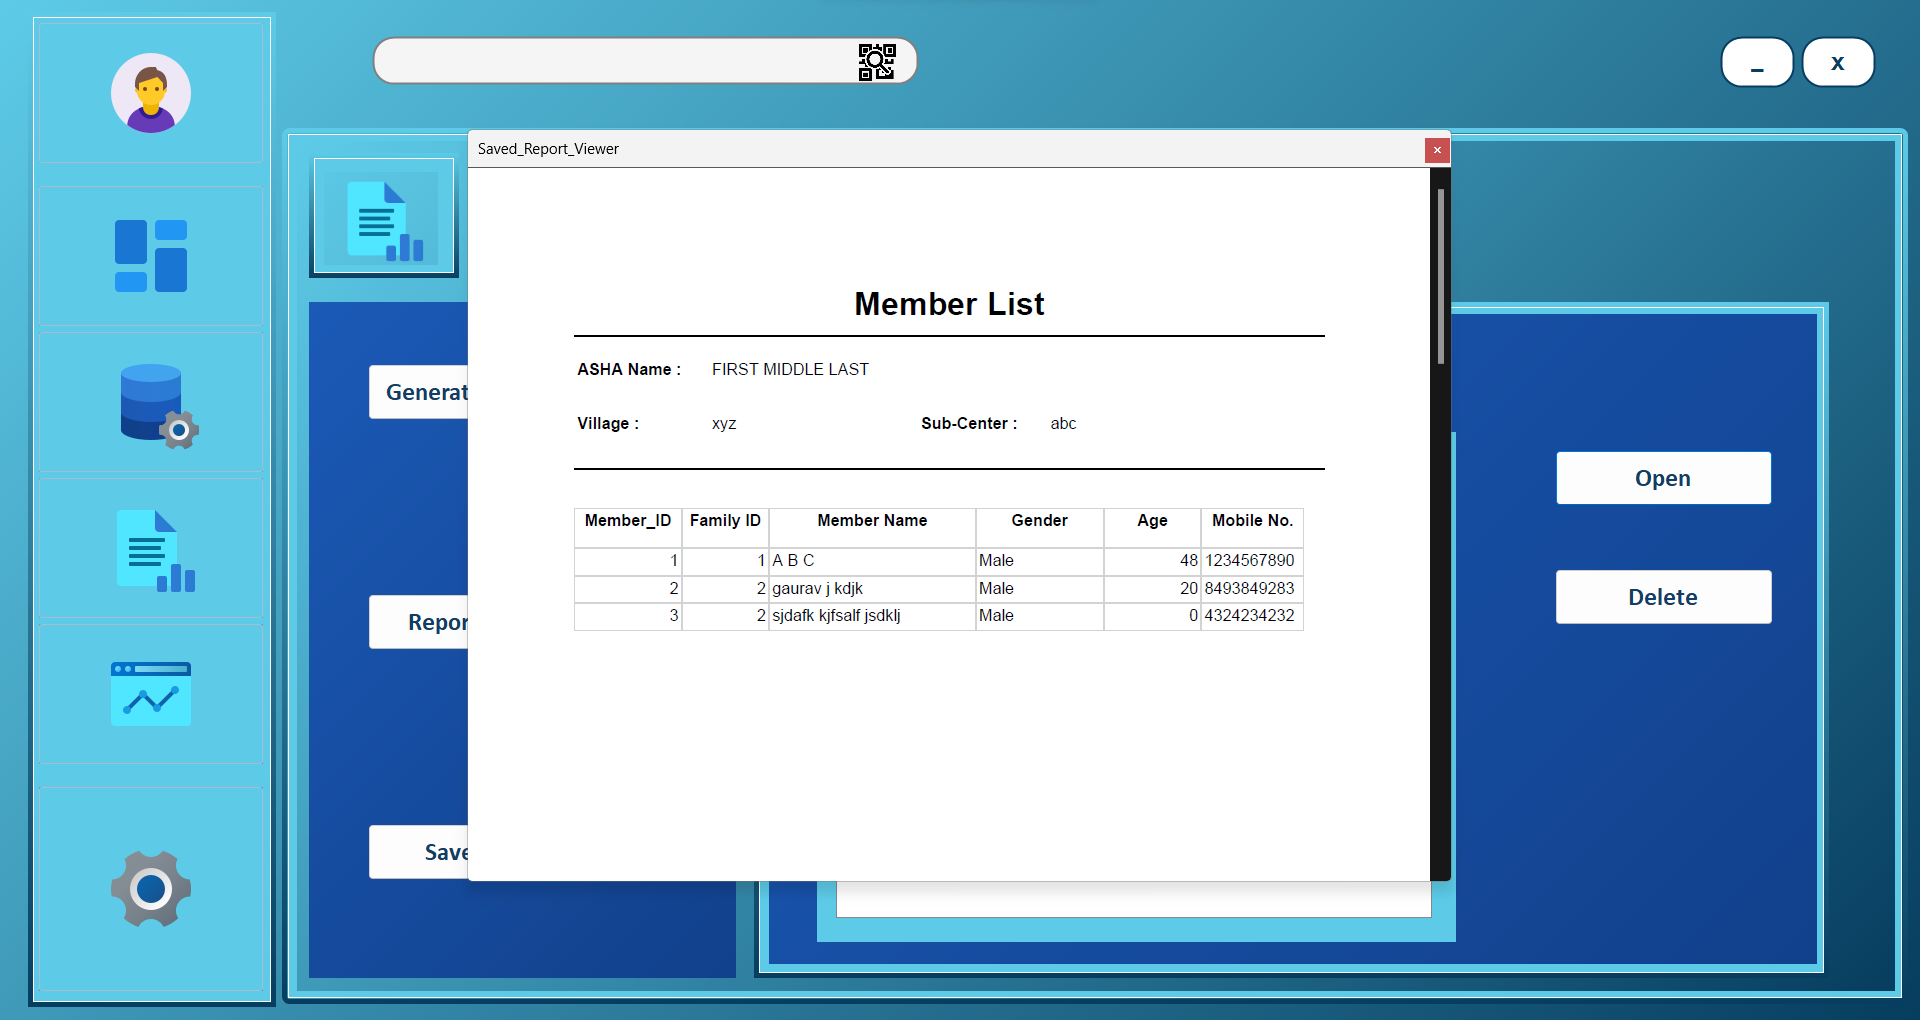 _ x
Saved_Report_Viewer
Member List
ASHA Name : FIRST MIDDLE LAST
Village : xyz Sub-Center : abc
Member_ID Family ID Member Name Gender Age Mobile No.
1 1 A B C Male 48 1234567890
2 2 gaurav j kdjk Male 20 8493849283
3 2 sjdafk kjfsalf jsdklj Male 0 4324234232
Generat
Repor
Save
Open
Delete